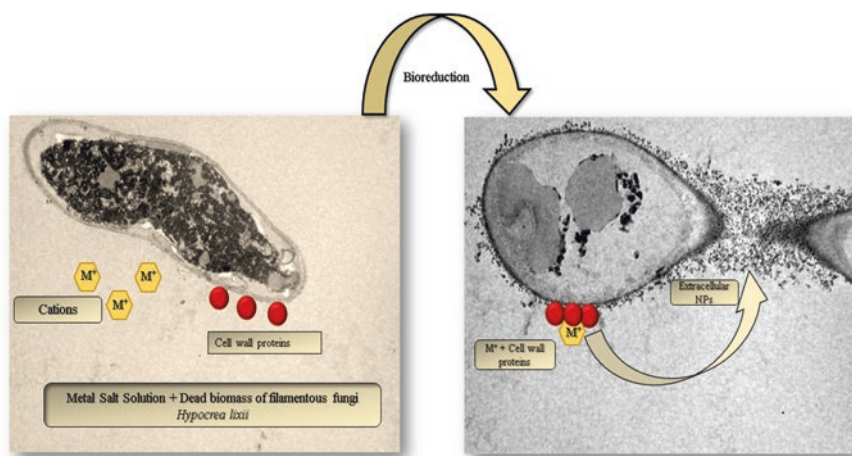 Bioreduction
M⁺
M⁺
M⁺
Cations
Cell wall proteins
Metal Salt Solution + Dead biomass of filamentous fungi
Hypocrea lixii
Extracellular
NPs
M⁺
M⁺ + Cell wall
proteins